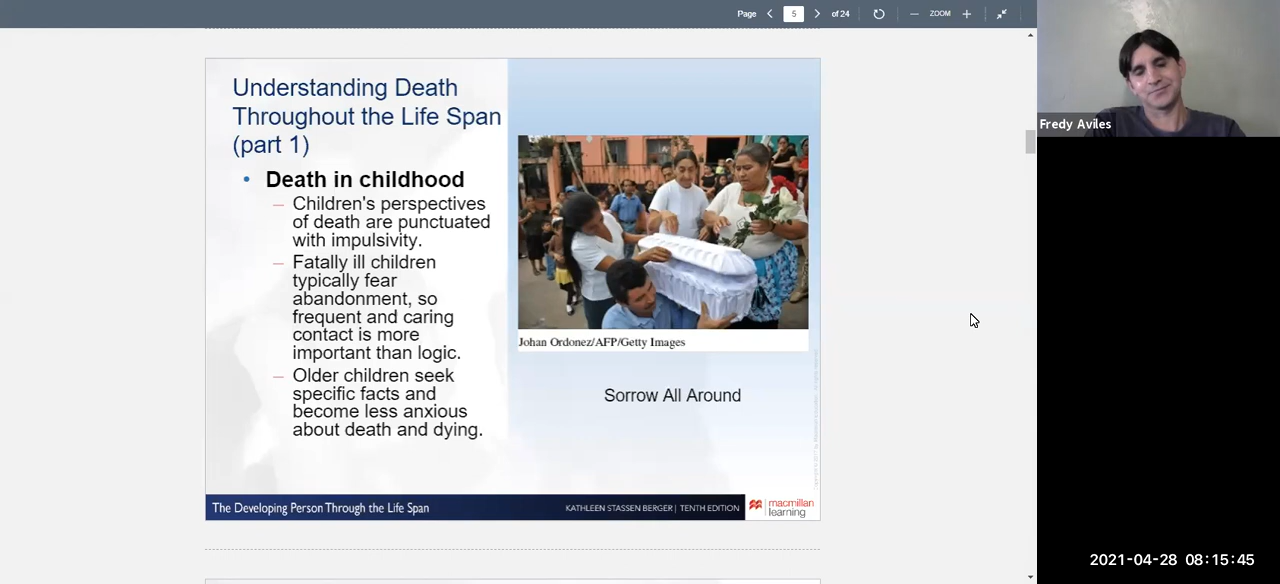 Page 5 of 24 ZOOM
Understanding Death
Throughout the Life Span
(part 1)
• Death in childhood
– Children's perspectives
of death are punctuated
with impulsivity.
– Fatally ill children
typically fear
abandonment, so
frequent and caring
contact is more
important than logic.
– Older children seek
specific facts and
become less anxious
about death and dying.
Johan Ordonez/AFP/Getty Images
Sorrow All Around
The Developing Person Through the Life Span
KATHLEEN STASSEN BERGER | TENTH EDITION
macmillan
learning
Fredy Aviles
2021-04-28 08:15:45